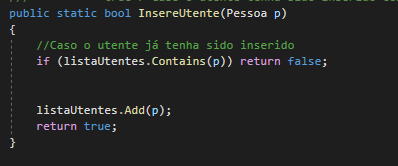 public static bool InsereUtente(Pessoa p)
{
//Caso o utente já tenha sido inserido
if (listaUtentes.Contains(p)) return false;
listaUtentes.Add(p);
return true;
}